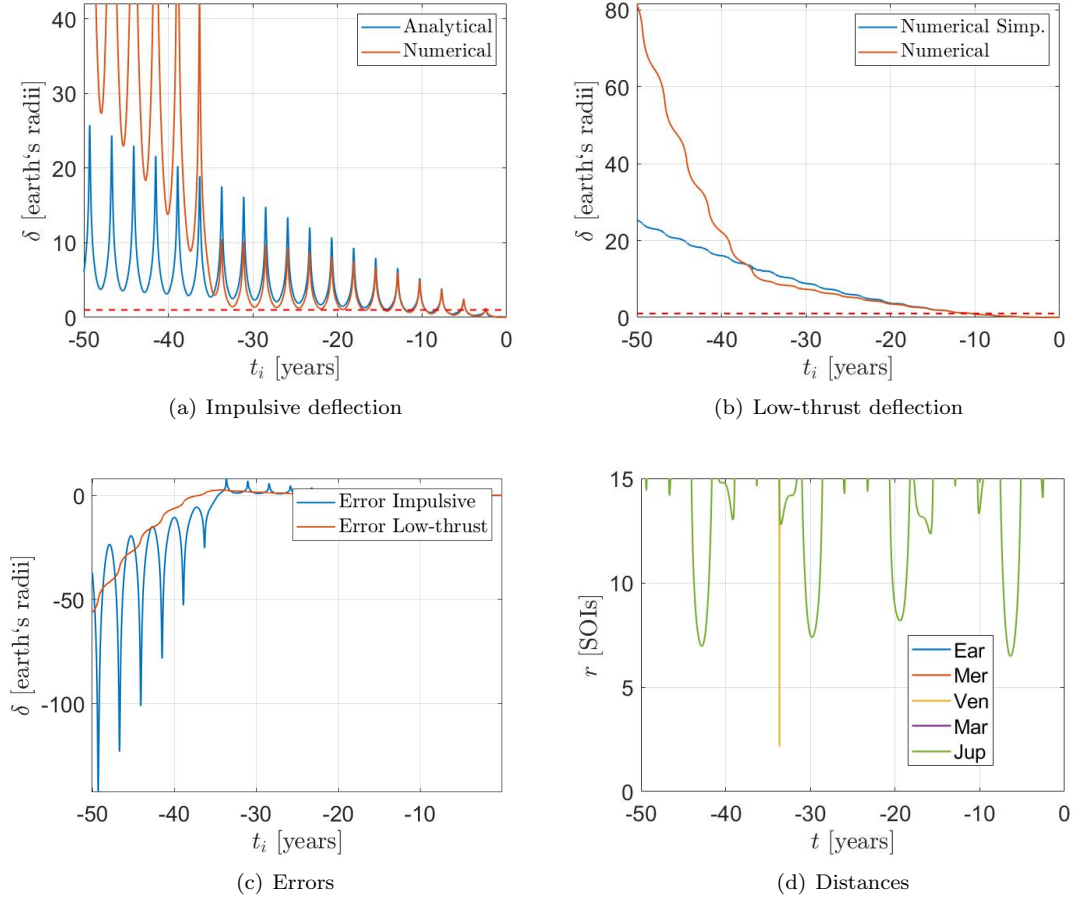 40
30
20
10
0
δ [earth‘s radii]
Analytical
Numerical
-50
-40
-30
-20
-10
0
t_i [years]
(a) Impulsive deflection
80
60
40
20
0
δ [earth‘s radii]
Numerical Simp.
Numerical
-50
-40
-30
-20
-10
0
t_i [years]
(b) Low-thrust deflection
0
-50
-100
δ [earth‘s radii]
Error Impulsive
Error Low-thrust
-50
-40
-30
-20
-10
t_i [years]
(c) Errors
15
10
5
0
r [SOIs]
Ear
Mer
Ven
Mar
Jup
-50
-40
-30
-20
-10
0
t [years]
(d) Distances